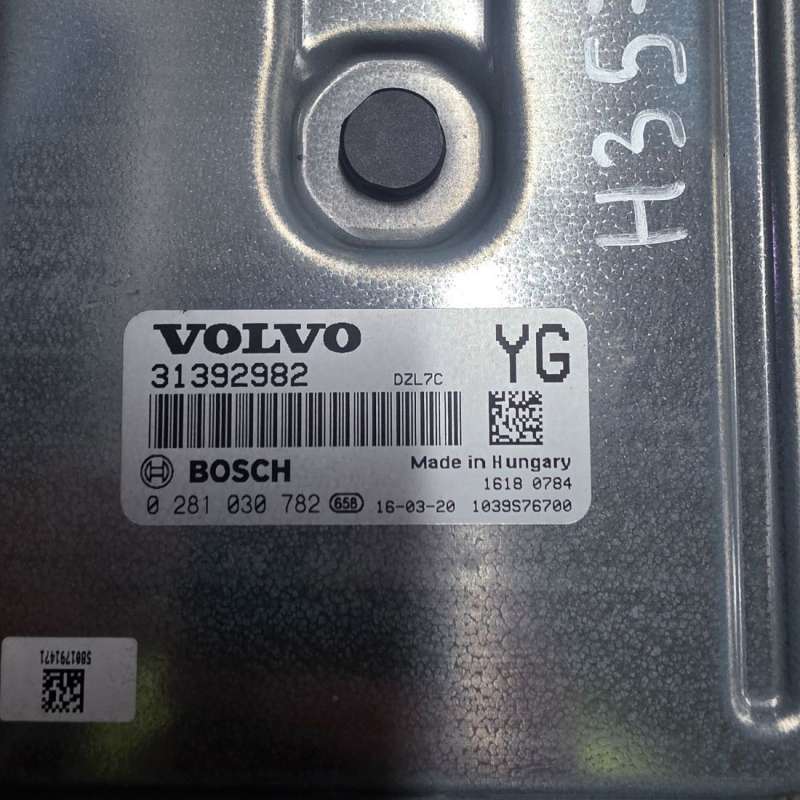 H35
VOLVO
YG
31392982
DZL7C
BOSCH
Made in Hungary
1618 0784
0 281 030 782 658 16-03-20 1039S76700
5801791471